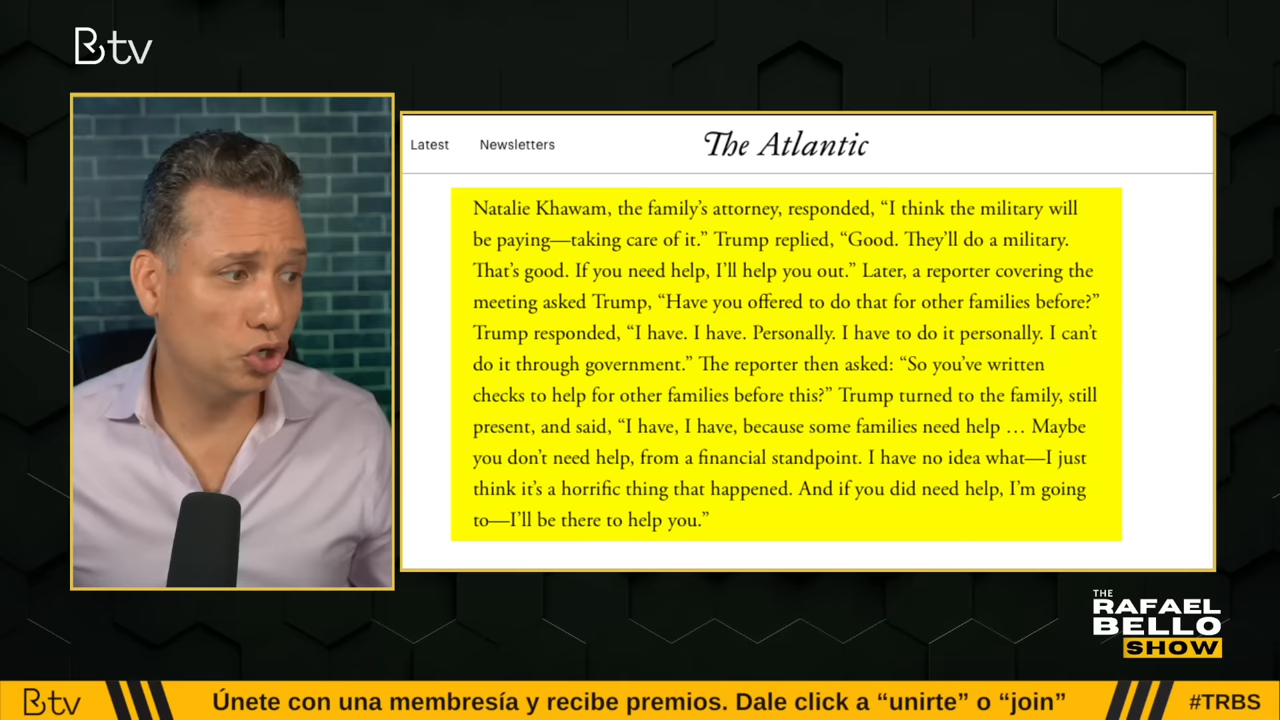 Btv
Latest Newsletters The Atlantic
Natalie Khawam, the family’s attorney, responded, “I think the military will
be paying—taking care of it.” Trump replied, “Good. They’ll do a military.
That’s good. If you need help, I’ll help you out.” Later, a reporter covering the
meeting asked Trump, “Have you offered to do that for other families before?”
Trump responded, “I have. I have. Personally. I have to do it personally. I can’t
do it through government.” The reporter then asked: “So you’ve written
checks to help for other families before this?” Trump turned to the family, still
present, and said, “I have, I have, because some families need help … Maybe
you don’t need help, from a financial standpoint. I have no idea what—I just
think it’s a horrific thing that happened. And if you did need help, I’m going
to—I’ll be there to help you.”
THE
RAFAEL
BELLO
SHOW
Btv Únete con una membresía y recibe premios. Dale click a “unirte” o “join” #TRBS